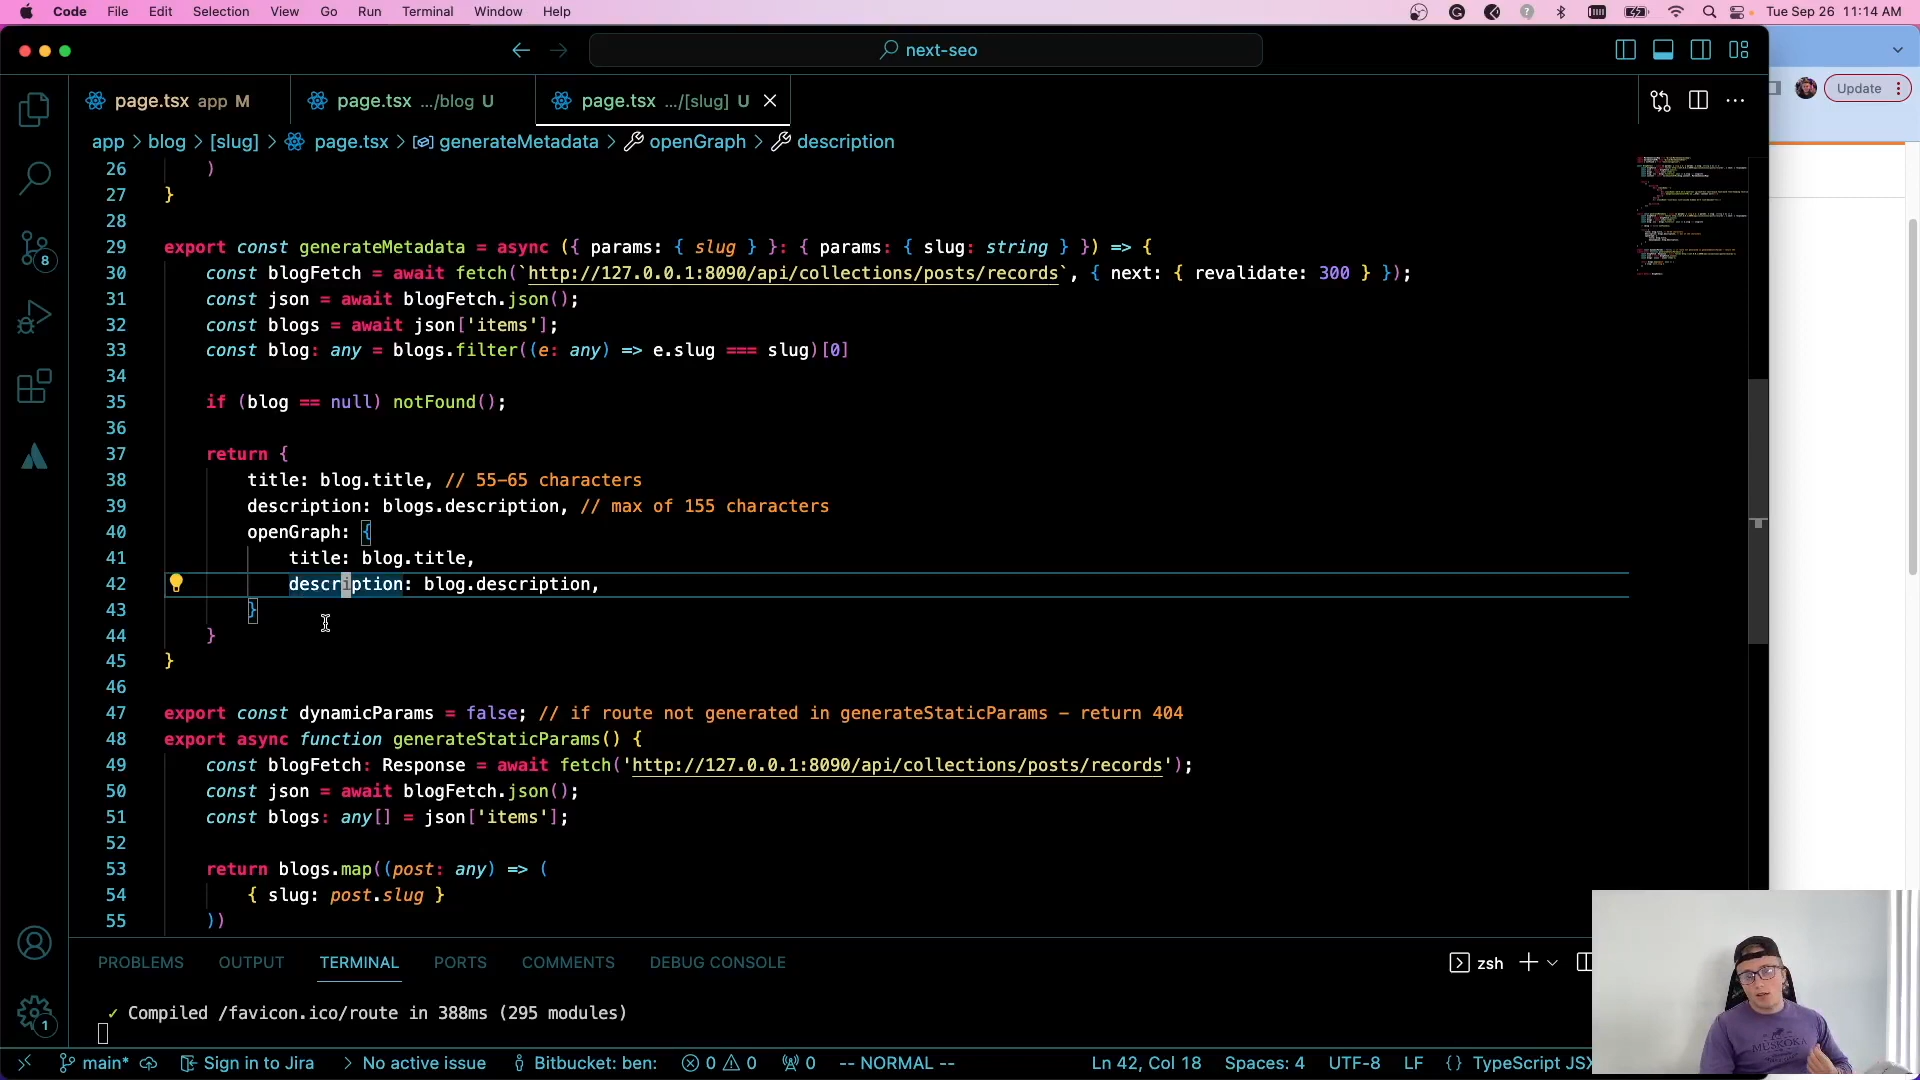 Code File Edit Selection View Go Run Terminal Window Help Tue Sep 26 11:14 AM
next-seo
Update
page.tsx app M page.tsx .../blog U page.tsx .../[slug] U
app > blog > [slug] > page.tsx > generateMetadata > openGraph > description
26 )
27 }
28
29 export const generateMetadata = async ({ params: { slug } }: { params: { slug: string } }) => {
30 const blogFetch = await fetch(`http://127.0.0.1:8090/api/collections/posts/records`, { next: { revalidate: 300 } });
31 const json = await blogFetch.json();
32 const blogs = await json['items'];
33 const blog: any = blogs.filter((e: any) => e.slug === slug)[0]
34
35 if (blog == null) notFound();
36
37 return {
38 title: blog.title, // 55-65 characters
39 description: blogs.description, // max of 155 characters
40 openGraph: {
41 title: blog.title,
42 description: blog.description,
43 }
44 }
45 }
46
47 export const dynamicParams = false; // if route not generated in generateStaticParams - return 404
48 export async function generateStaticParams() {
49 const blogFetch: Response = await fetch('http://127.0.0.1:8090/api/collections/posts/records');
50 const json = await blogFetch.json();
51 const blogs: any[] = json['items'];
52
53 return blogs.map((post: any) => (
54 { slug: post.slug }
55 ))
8
1
PROBLEMS OUTPUT TERMINAL PORTS COMMENTS DEBUG CONSOLE zsh
✓ Compiled /favicon.ico/route in 388ms (295 modules)
main* Sign in to Jira > No active issue Bitbucket: ben: 0 0 0 -- NORMAL -- Ln 42, Col 18 Spaces: 4 UTF-8 LF {} TypeScript JSX
MUSKOKA